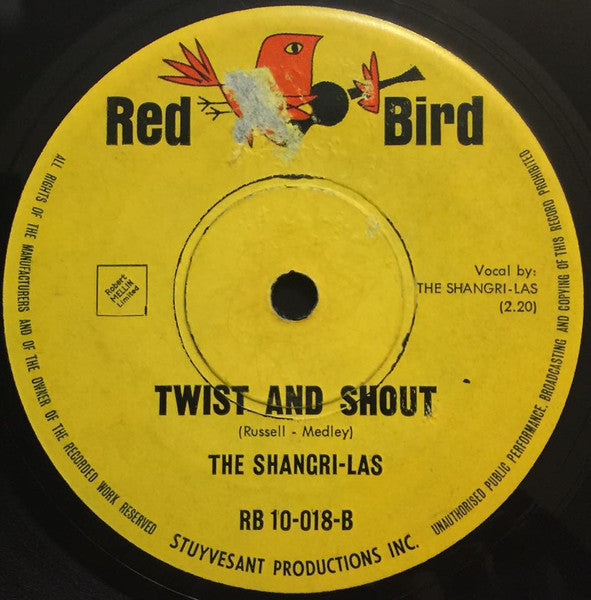 Red Bird
ALL RIGHTS OF THE MANUFACTURERS AND OF THE OWNER OF THE RECORDED WORK RESERVED
UNAUTHORISED PUBLIC PERFORMANCE, BROADCASTING AND COPYING OF THIS RECORD PROHIBITED
Robert
MELLIN
Limited
Vocal by:
THE SHANGRI-LAS
(2.20)
TWIST AND SHOUT
(Russell - Medley)
THE SHANGRI-LAS
RB 10-018-B
STUYVESANT PRODUCTIONS INC.